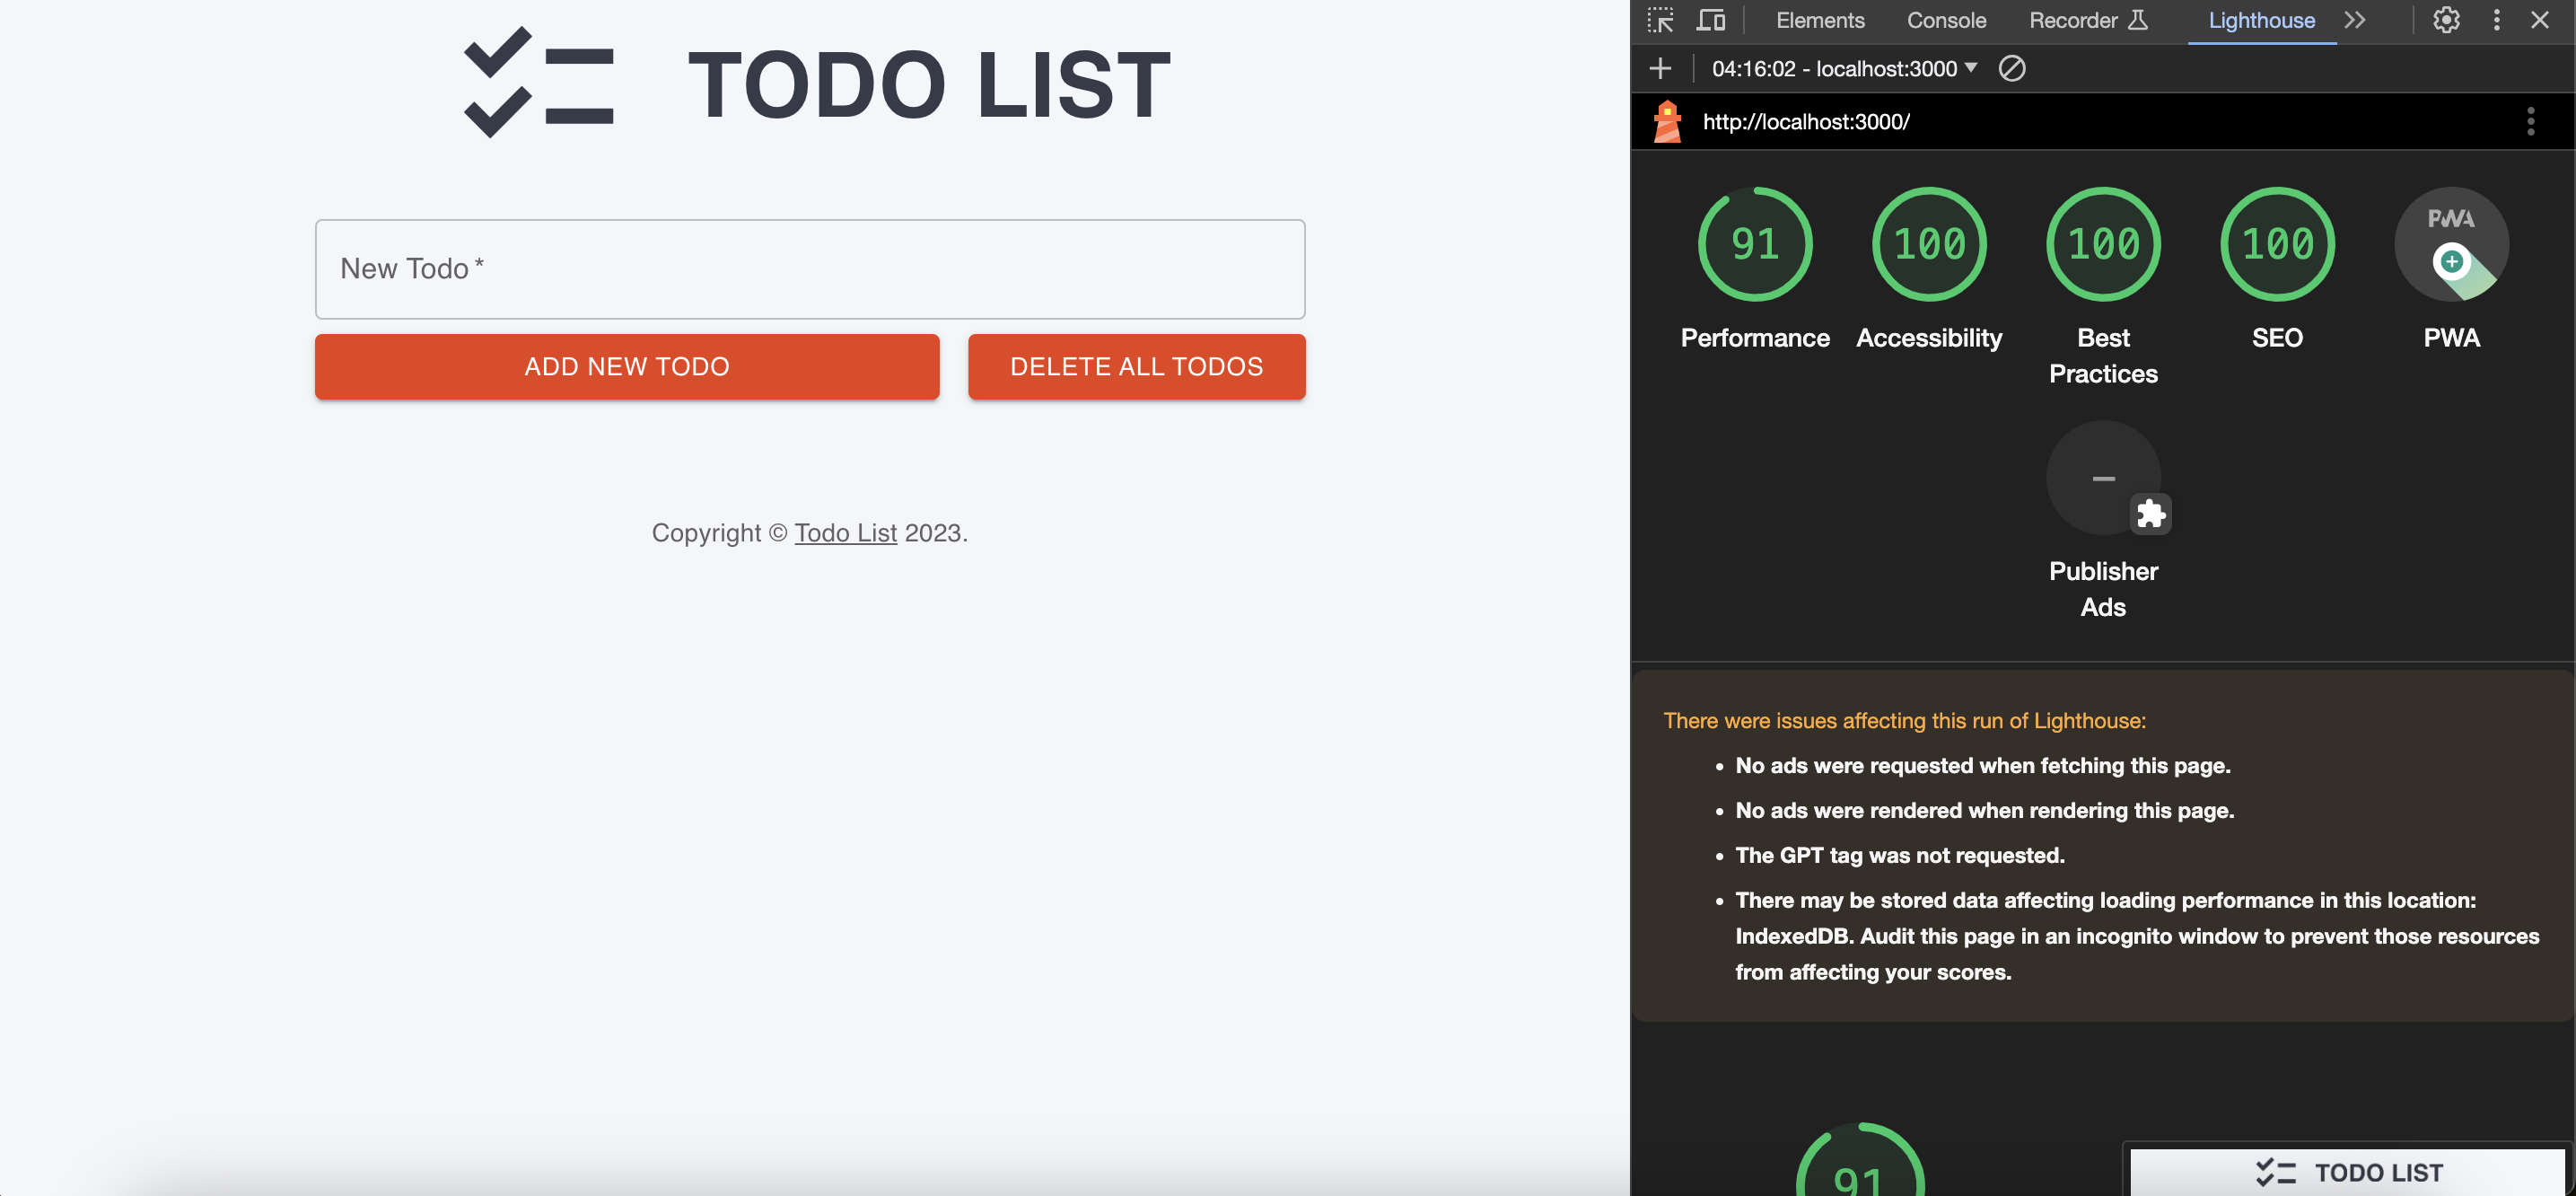 TODO LIST
New Todo *
ADD NEW TODO
DELETE ALL TODOS
Copyright © Todo List 2023.
Elements Console Recorder Lighthouse
04:16:02 - localhost:3000
http://localhost:3000/
91 100 100 100 PWA
Performance Accessibility Best Practices SEO PWA
–
Publisher
Ads
There were issues affecting this run of Lighthouse:
• No ads were requested when fetching this page.
• No ads were rendered when rendering this page.
• The GPT tag was not requested.
• There may be stored data affecting loading performance in this location:
IndexedDB. Audit this page in an incognito window to prevent those resources
from affecting your scores.
91
TODO LIST